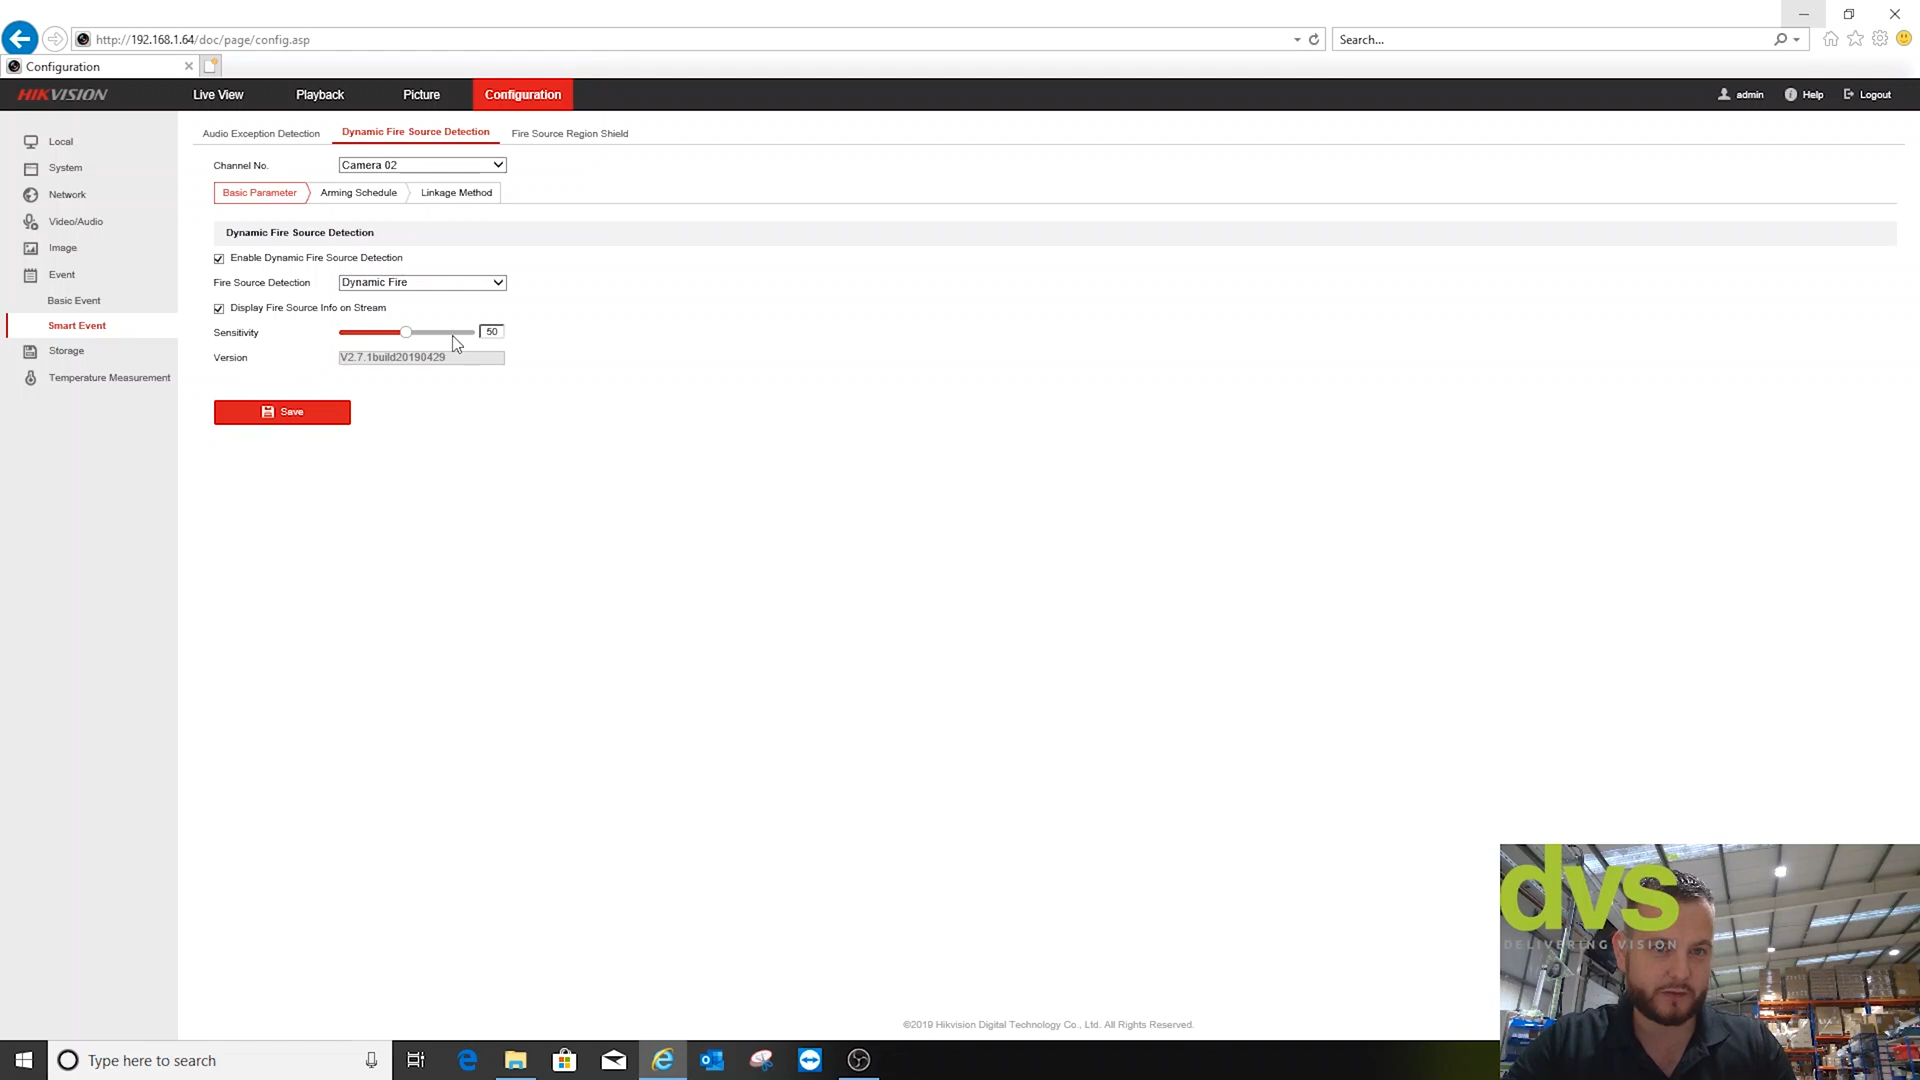 http://192.168.1.64/doc/page/config.asp
Search...
Configuration
HIKVISION
Live View
Playback
Picture
Configuration
admin
Help
Logout
Local
System
Network
Video/Audio
Image
Event
Basic Event
Smart Event
Storage
Temperature Measurement
Audio Exception Detection
Dynamic Fire Source Detection
Fire Source Region Shield
Channel No.
Camera 02
Basic Parameter
Arming Schedule
Linkage Method
Dynamic Fire Source Detection
Enable Dynamic Fire Source Detection
Fire Source Detection
Dynamic Fire
Display Fire Source Info on Stream
Sensitivity
50
Version
V2.7.1build20190429
Save
©2019 Hikvision Digital Technology Co., Ltd. All Rights Reserved.
dvs
DELIVERING VISION
Type here to search